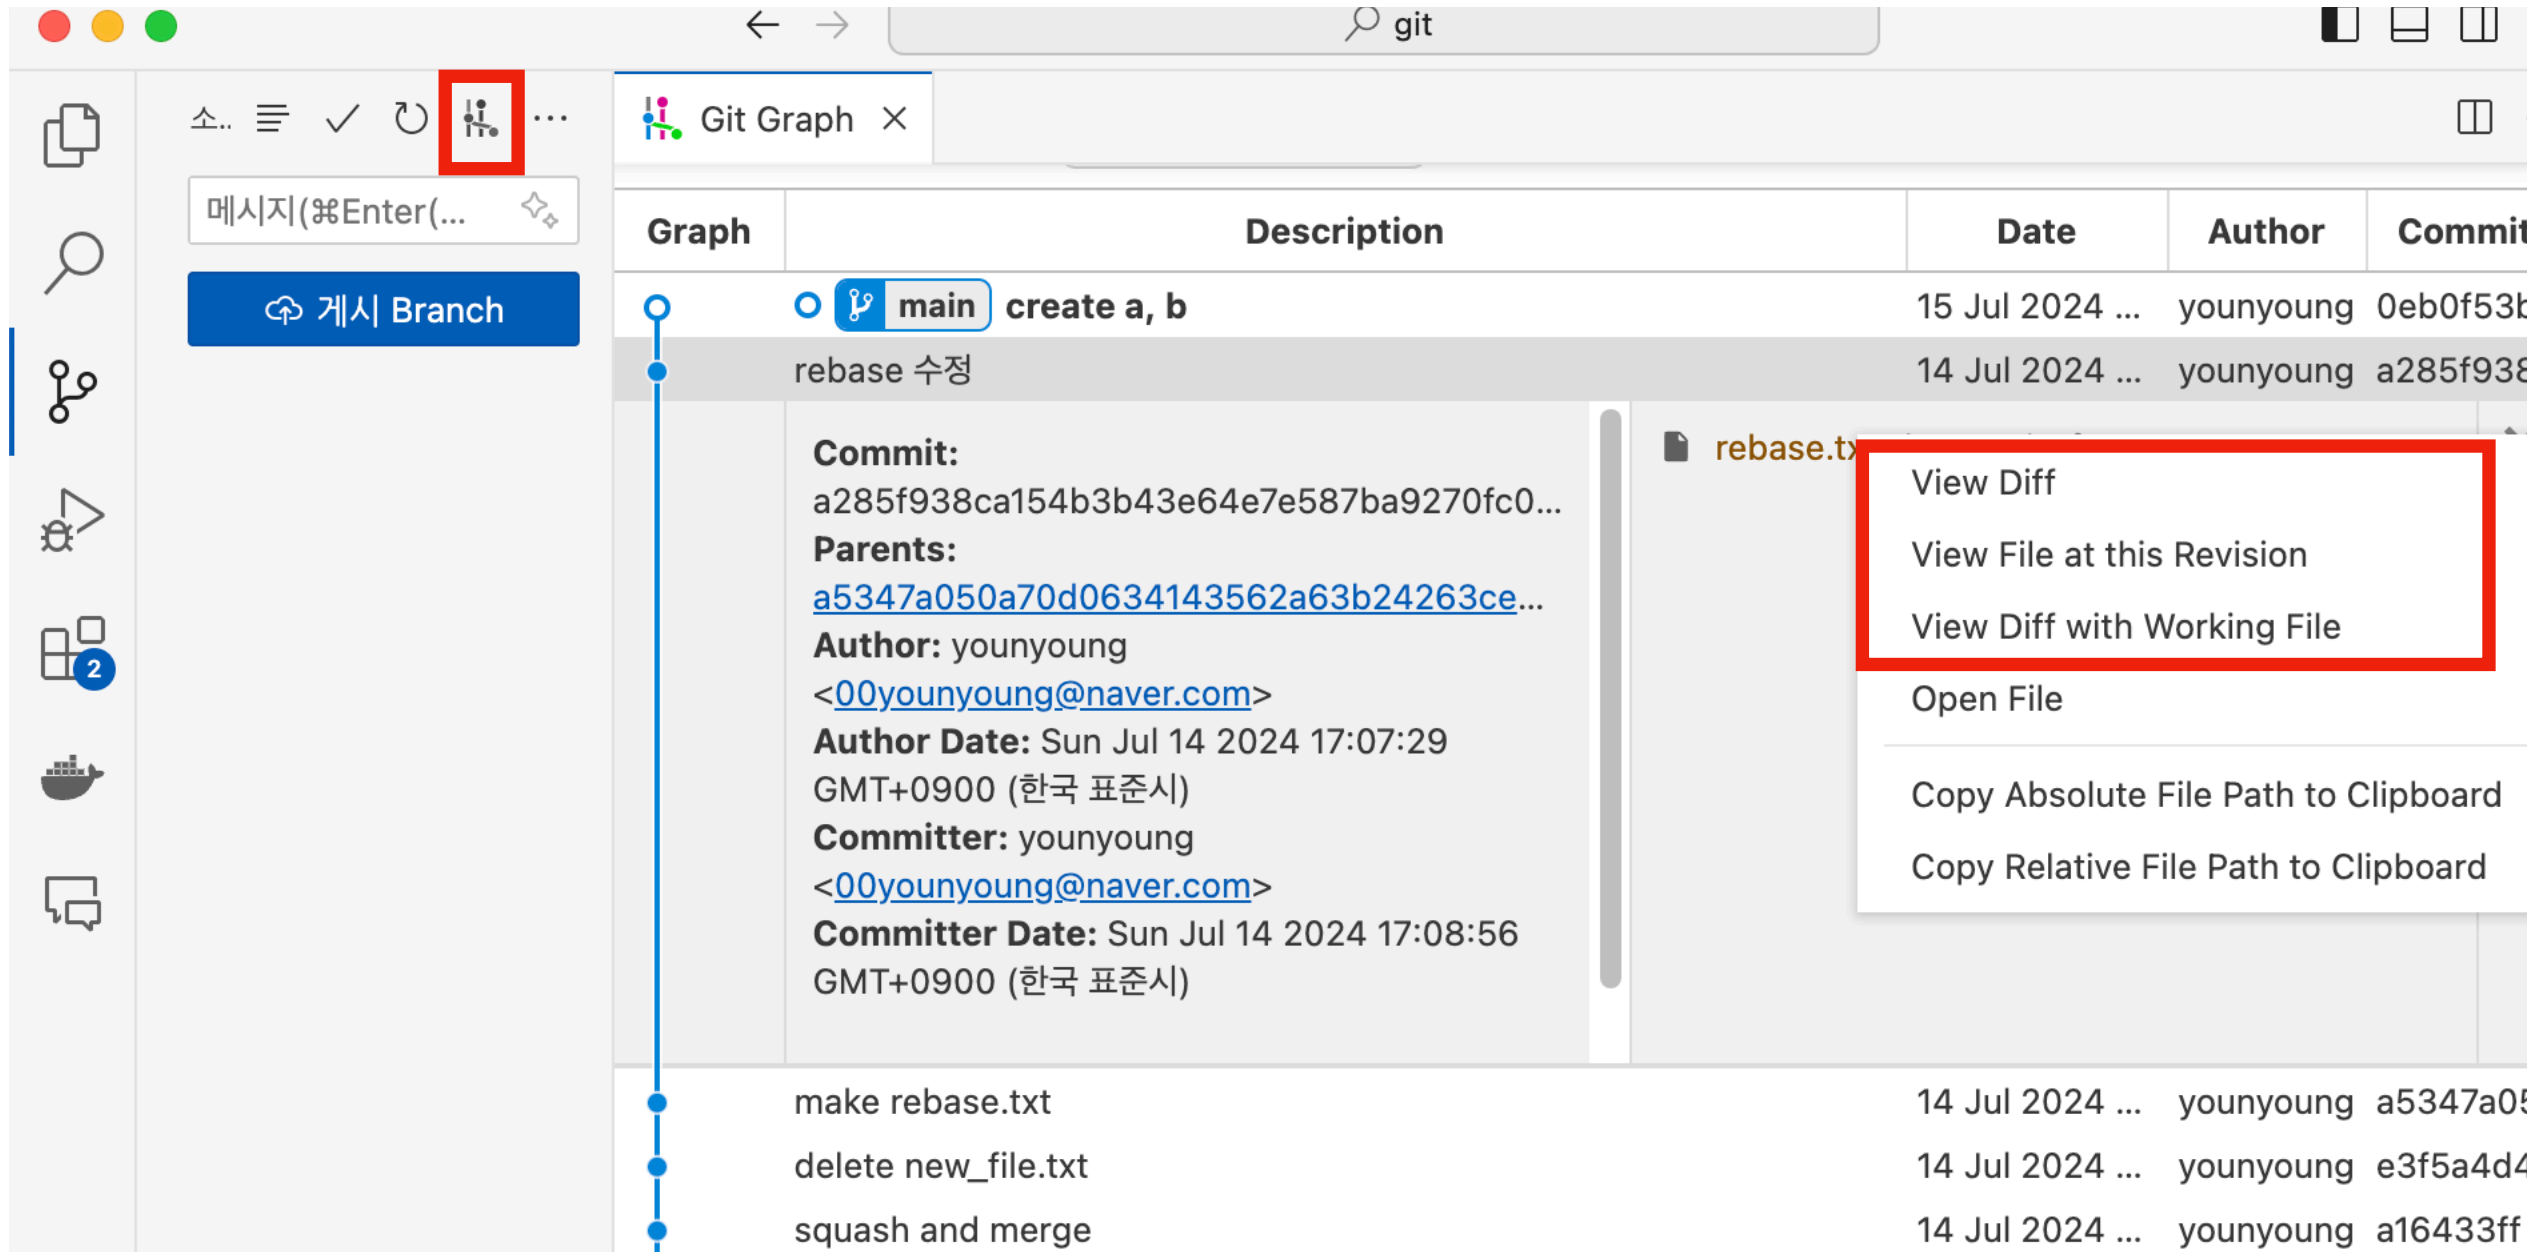 git
소..
Git Graph
메시지(⌘Enter(...
게시 Branch
2
Graph Description Date Author Commit
main create a, b 15 Jul 2024 ... younyoung 0eb0f53b
rebase 수정 14 Jul 2024 ... younyoung a285f938
Commit:
a285f938ca154b3b43e64e7e587ba9270fc0...
Parents:
a5347a050a70d0634143562a63b24263ce...
Author: younyoung
<00younyoung@naver.com>
Author Date: Sun Jul 14 2024 17:07:29
GMT+0900 (한국 표준시)
Committer: younyoung
<00younyoung@naver.com>
Committer Date: Sun Jul 14 2024 17:08:56
GMT+0900 (한국 표준시)
rebase.tx
View Diff
View File at this Revision
View Diff with Working File
Open File
Copy Absolute File Path to Clipboard
Copy Relative File Path to Clipboard
make rebase.txt 14 Jul 2024 ... younyoung a5347a05
delete new_file.txt 14 Jul 2024 ... younyoung e3f5a4d4
squash and merge 14 Jul 2024 ... younyoung a16433ff